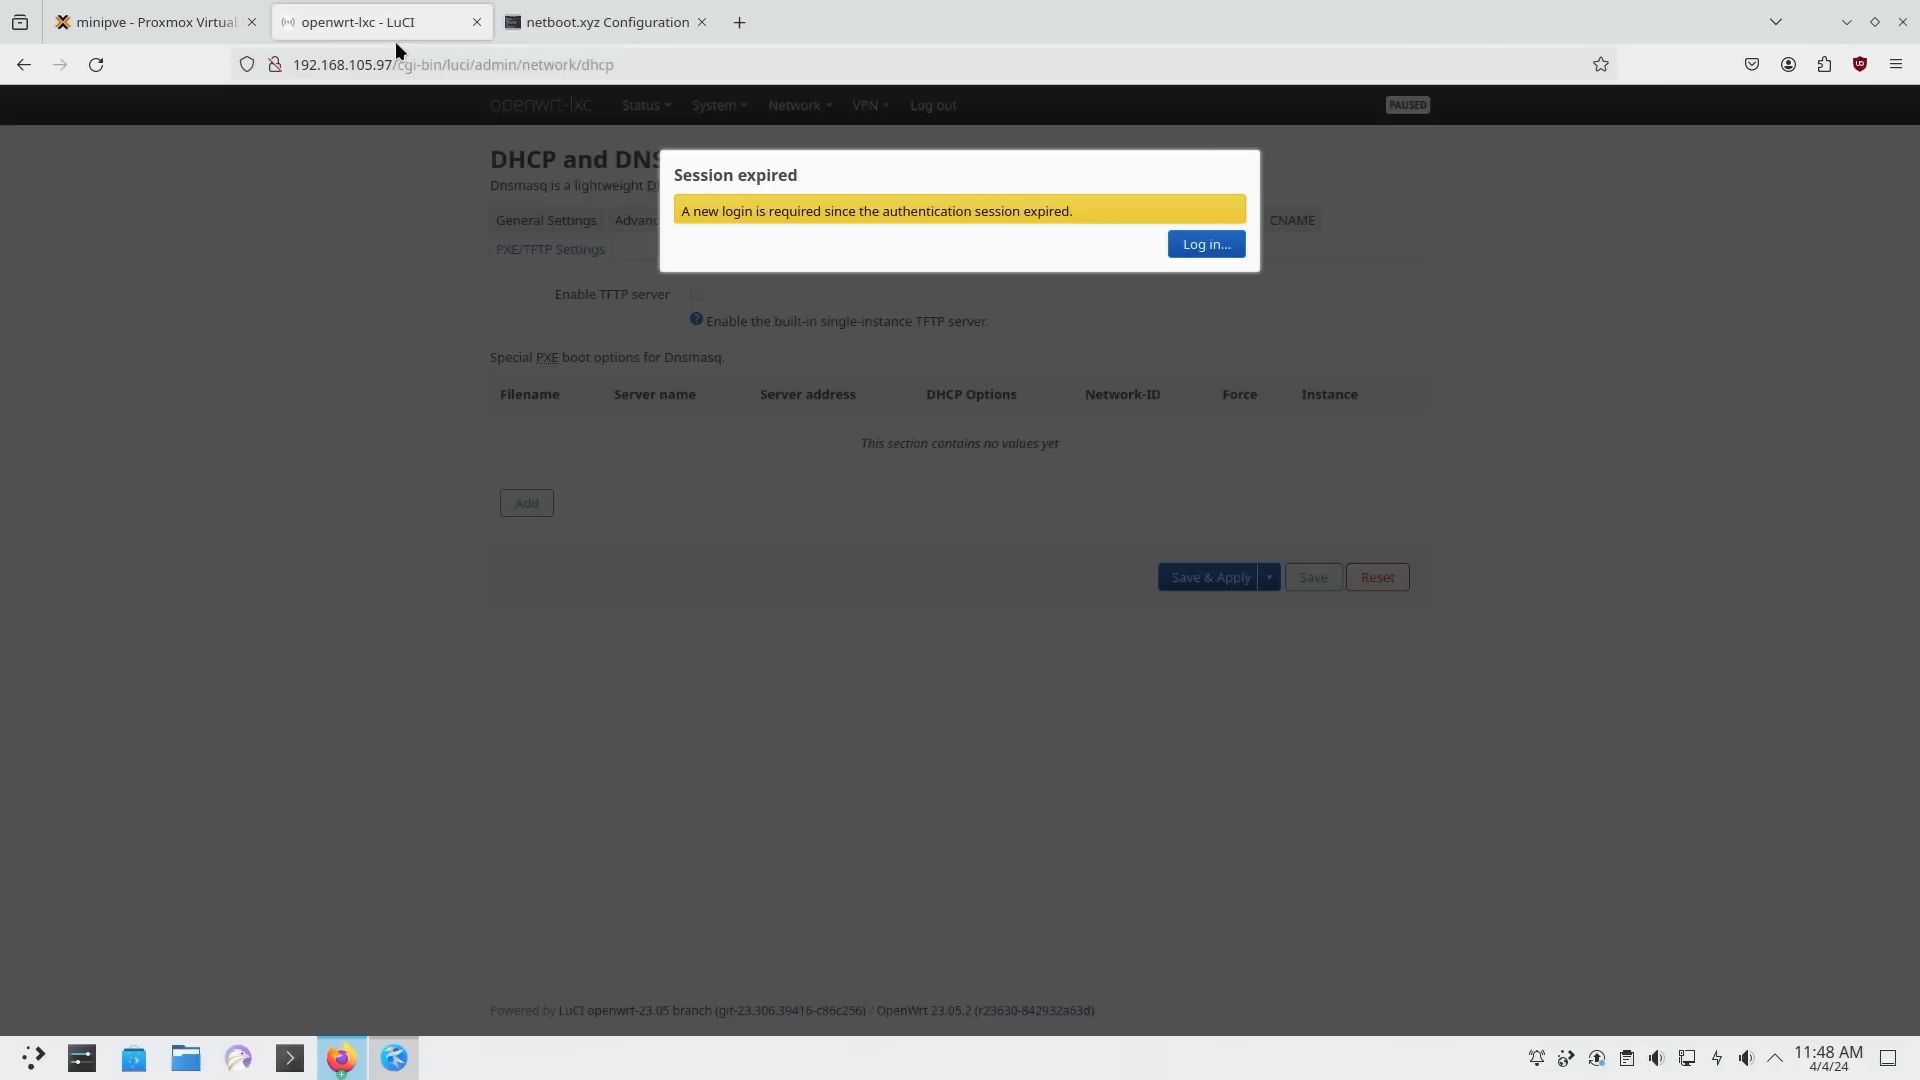 minipve - Proxmox Virtual
openwrt-lxc - LuCI
netboot.xyz Configuration
192.168.105.97/cgi-bin/luci/admin/network/dhcp
openwrt-lxc Status System Network VPN Log out PAUSED
DHCP and DNS
Dnsmasq is a lightweight D
General Settings Advanc CNAME
PXE/TFTP Settings
Session expired
A new login is required since the authentication session expired.
Log in...
Enable TFTP server
Enable the built-in single-instance TFTP server.
Special PXE boot options for Dnsmasq.
Filename Server name Server address DHCP Options Network-ID Force Instance
This section contains no values yet
Add
Save & Apply Save Reset
Powered by LuCI openwrt-23.05 branch (git-23.306.39416-c86c256) / OpenWrt 23.05.2 (r23630-842932a63d)
11:48 AM
4/4/24